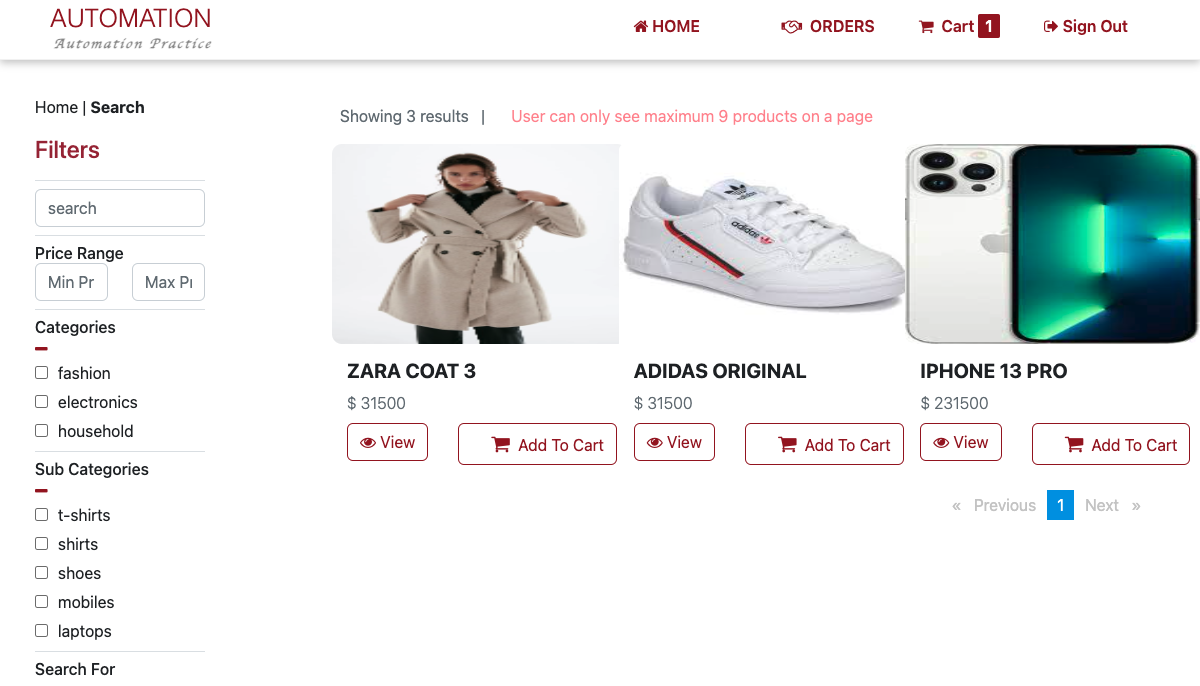 AUTOMATION
Automation Practice
HOME
ORDERS
Cart 1
Sign Out
Home | Search
Showing 3 results |
User can only see maximum 9 products on a page
Filters
search
Price Range
Min Pr
Max Pr
Categories
fashion
electronics
household
Sub Categories
t-shirts
shirts
shoes
mobiles
laptops
Search For
adidas
ZARA COAT 3
$ 31500
View
Add To Cart
ADIDAS ORIGINAL
$ 31500
View
Add To Cart
IPHONE 13 PRO
$ 231500
View
Add To Cart
« Previous 1 Next »